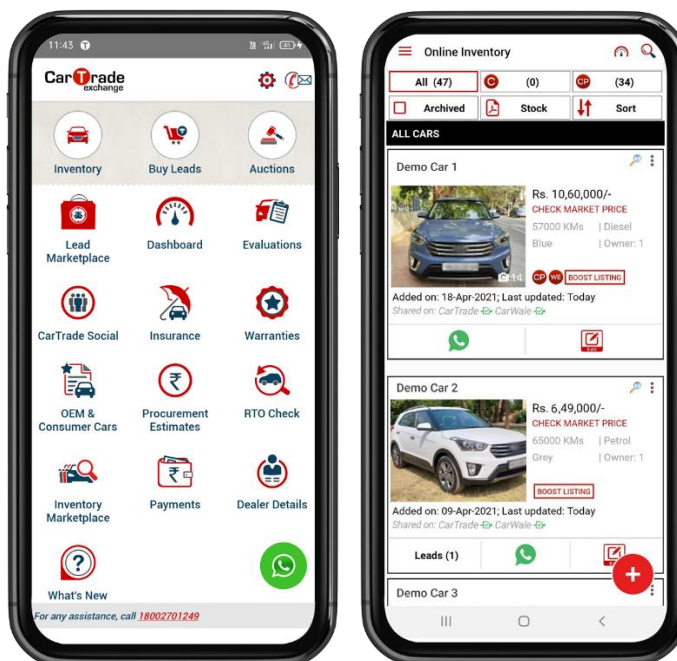 11:43
CarTrade
exchange
Inventory
Buy Leads
Auctions
Lead
Marketplace
Dashboard
Evaluations
CarTrade Social
Insurance
Warranties
OEM &
Consumer Cars
Procurement
Estimates
RTO Check
Inventory
Marketplace
Payments
Dealer Details
What's New
For any assistance, call 18002701249
Online Inventory
All (47)
C (0)
CP (34)
Archived
Stock
Sort
ALL CARS
Demo Car 1
Rs. 10,60,000/-
CHECK MARKET PRICE
57000 KMs | Diesel
Blue | Owner: 1
14
CP WE BOOST LISTING
Added on: 18-Apr-2021; Last updated: Today
Shared on: CarTrade CarWale
Demo Car 2
Rs. 6,49,000/-
CHECK MARKET PRICE
65000 KMs | Petrol
Grey | Owner: 1
BOOST LISTING
Added on: 09-Apr-2021; Last updated: Today
Shared on: CarTrade CarWale
Leads (1)
Demo Car 3